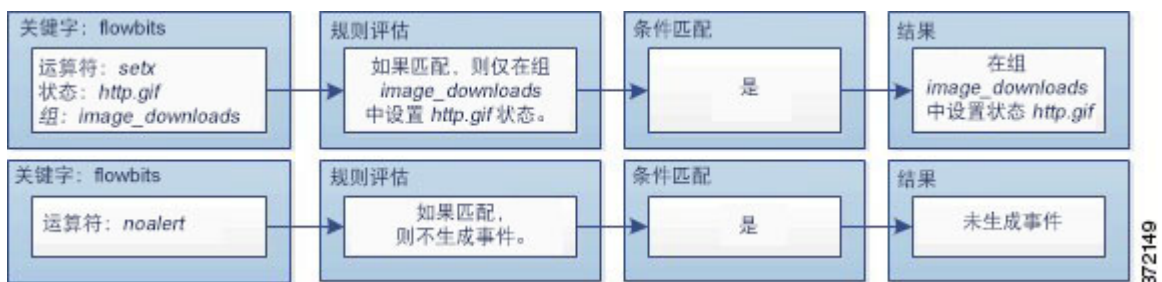 关键字：flowbits
运算符：setx
状态：http.gif
组：image_downloads
规则评估
如果匹配，则仅在组
image_downloads
中设置 http.gif 状态。
条件匹配
是
结果
在组
image_downloads
中设置状态 http.gif
关键字：flowbits
运算符：noalert
规则评估
如果匹配，
则不生成事件。
条件匹配
是
结果
未生成事件
372149